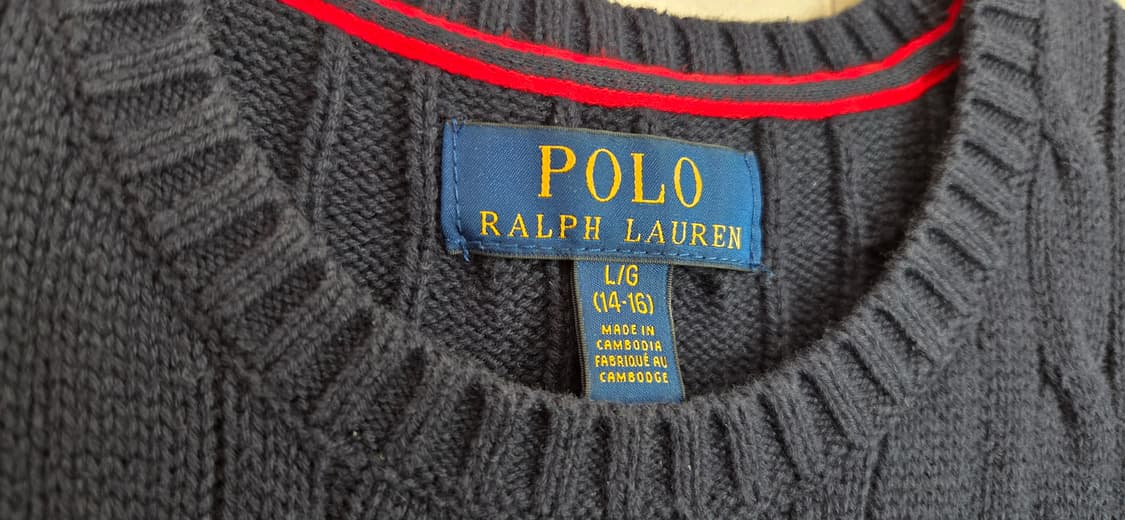 POLO
RALPH LAUREN
L/G
(14-16)
MADE IN
CAMBODIA
FABRIQUÉ AU
CAMBODGE